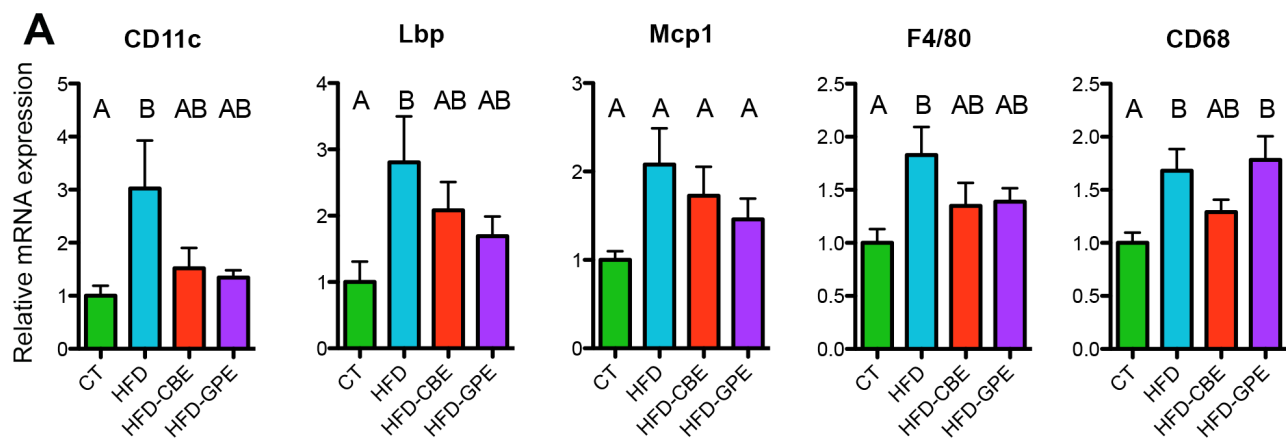 A
CD11c
Lbp
Mcp1
F4/80
CD68
Relative mRNA expression
5
4
3
2
1
0
A B AB AB
CT
HFD
HFD-CBE
HFD-GPE
4
3
2
1
0
A B AB AB
CT
HFD
HFD-CBE
HFD-GPE
3
2
1
0
A A A A
CT
HFD
HFD-CBE
HFD-GPE
2.5
2.0
1.5
1.0
0.5
0.0
A B AB AB
CT
HFD
HFD-CBE
HFD-GPE
2.5
2.0
1.5
1.0
0.5
0.0
A B AB B
CT
HFD
HFD-CBE
HFD-GPE